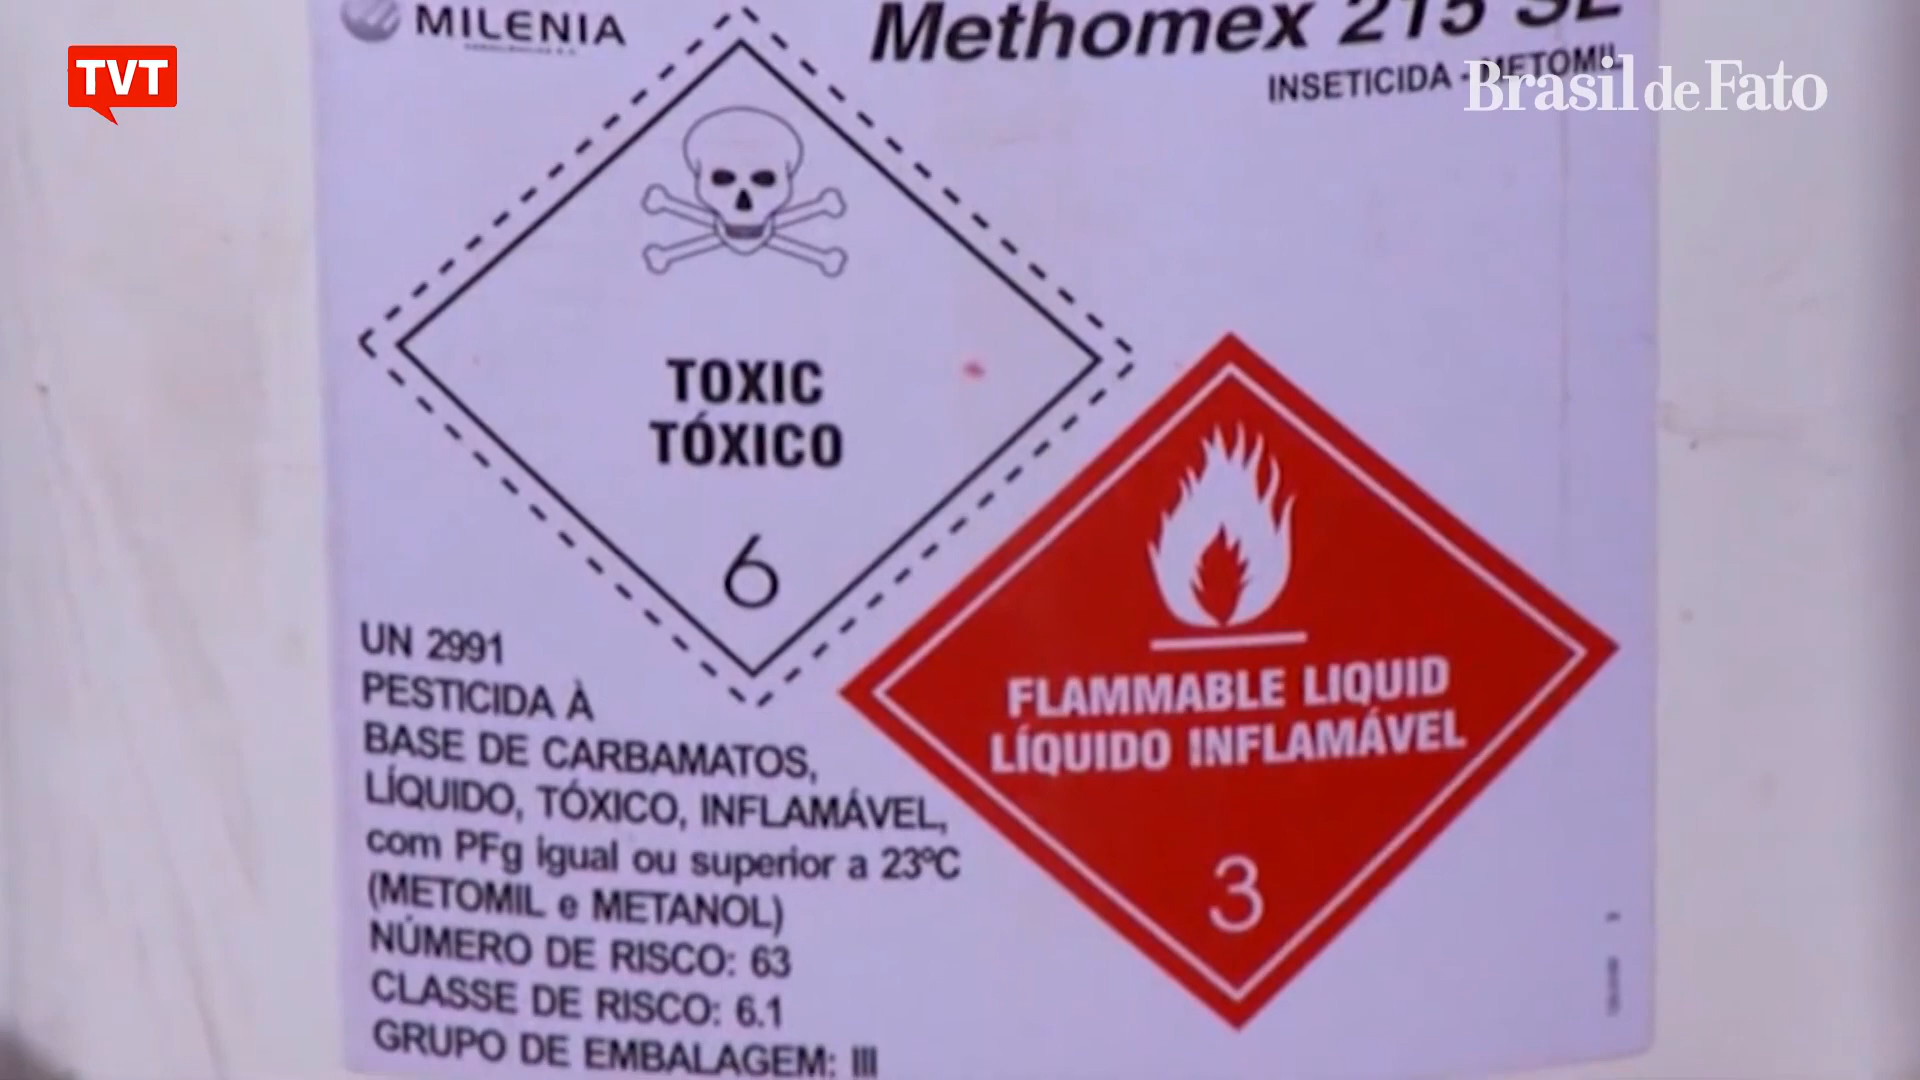 MILENIA
Methomex 215 SL
INSETICIDA - METOMIL
TVT
Brasil de Fato
TOXIC
TÓXICO
6
FLAMMABLE LIQUID
LÍQUIDO INFLAMÁVEL
3
UN 2991
PESTICIDA À
BASE DE CARBAMATOS,
LÍQUIDO, TÓXICO, INFLAMÁVEL,
com PFg igual ou superior a 23ºC
(METOMIL e METANOL)
NÚMERO DE RISCO: 63
CLASSE DE RISCO: 6.1
GRUPO DE EMBALAGEM: III